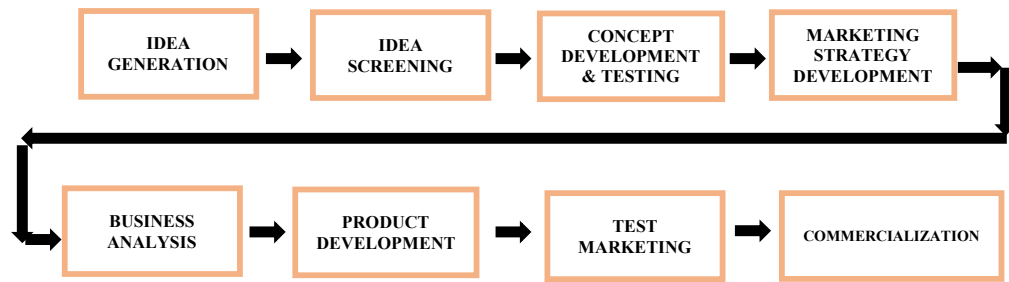 IDEA
GENERATION
IDEA
SCREENING
CONCEPT
DEVELOPMENT
& TESTING
MARKETING
STRATEGY
DEVELOPMENT
BUSINESS
ANALYSIS
PRODUCT
DEVELOPMENT
TEST
MARKETING
COMMERCIALIZATION